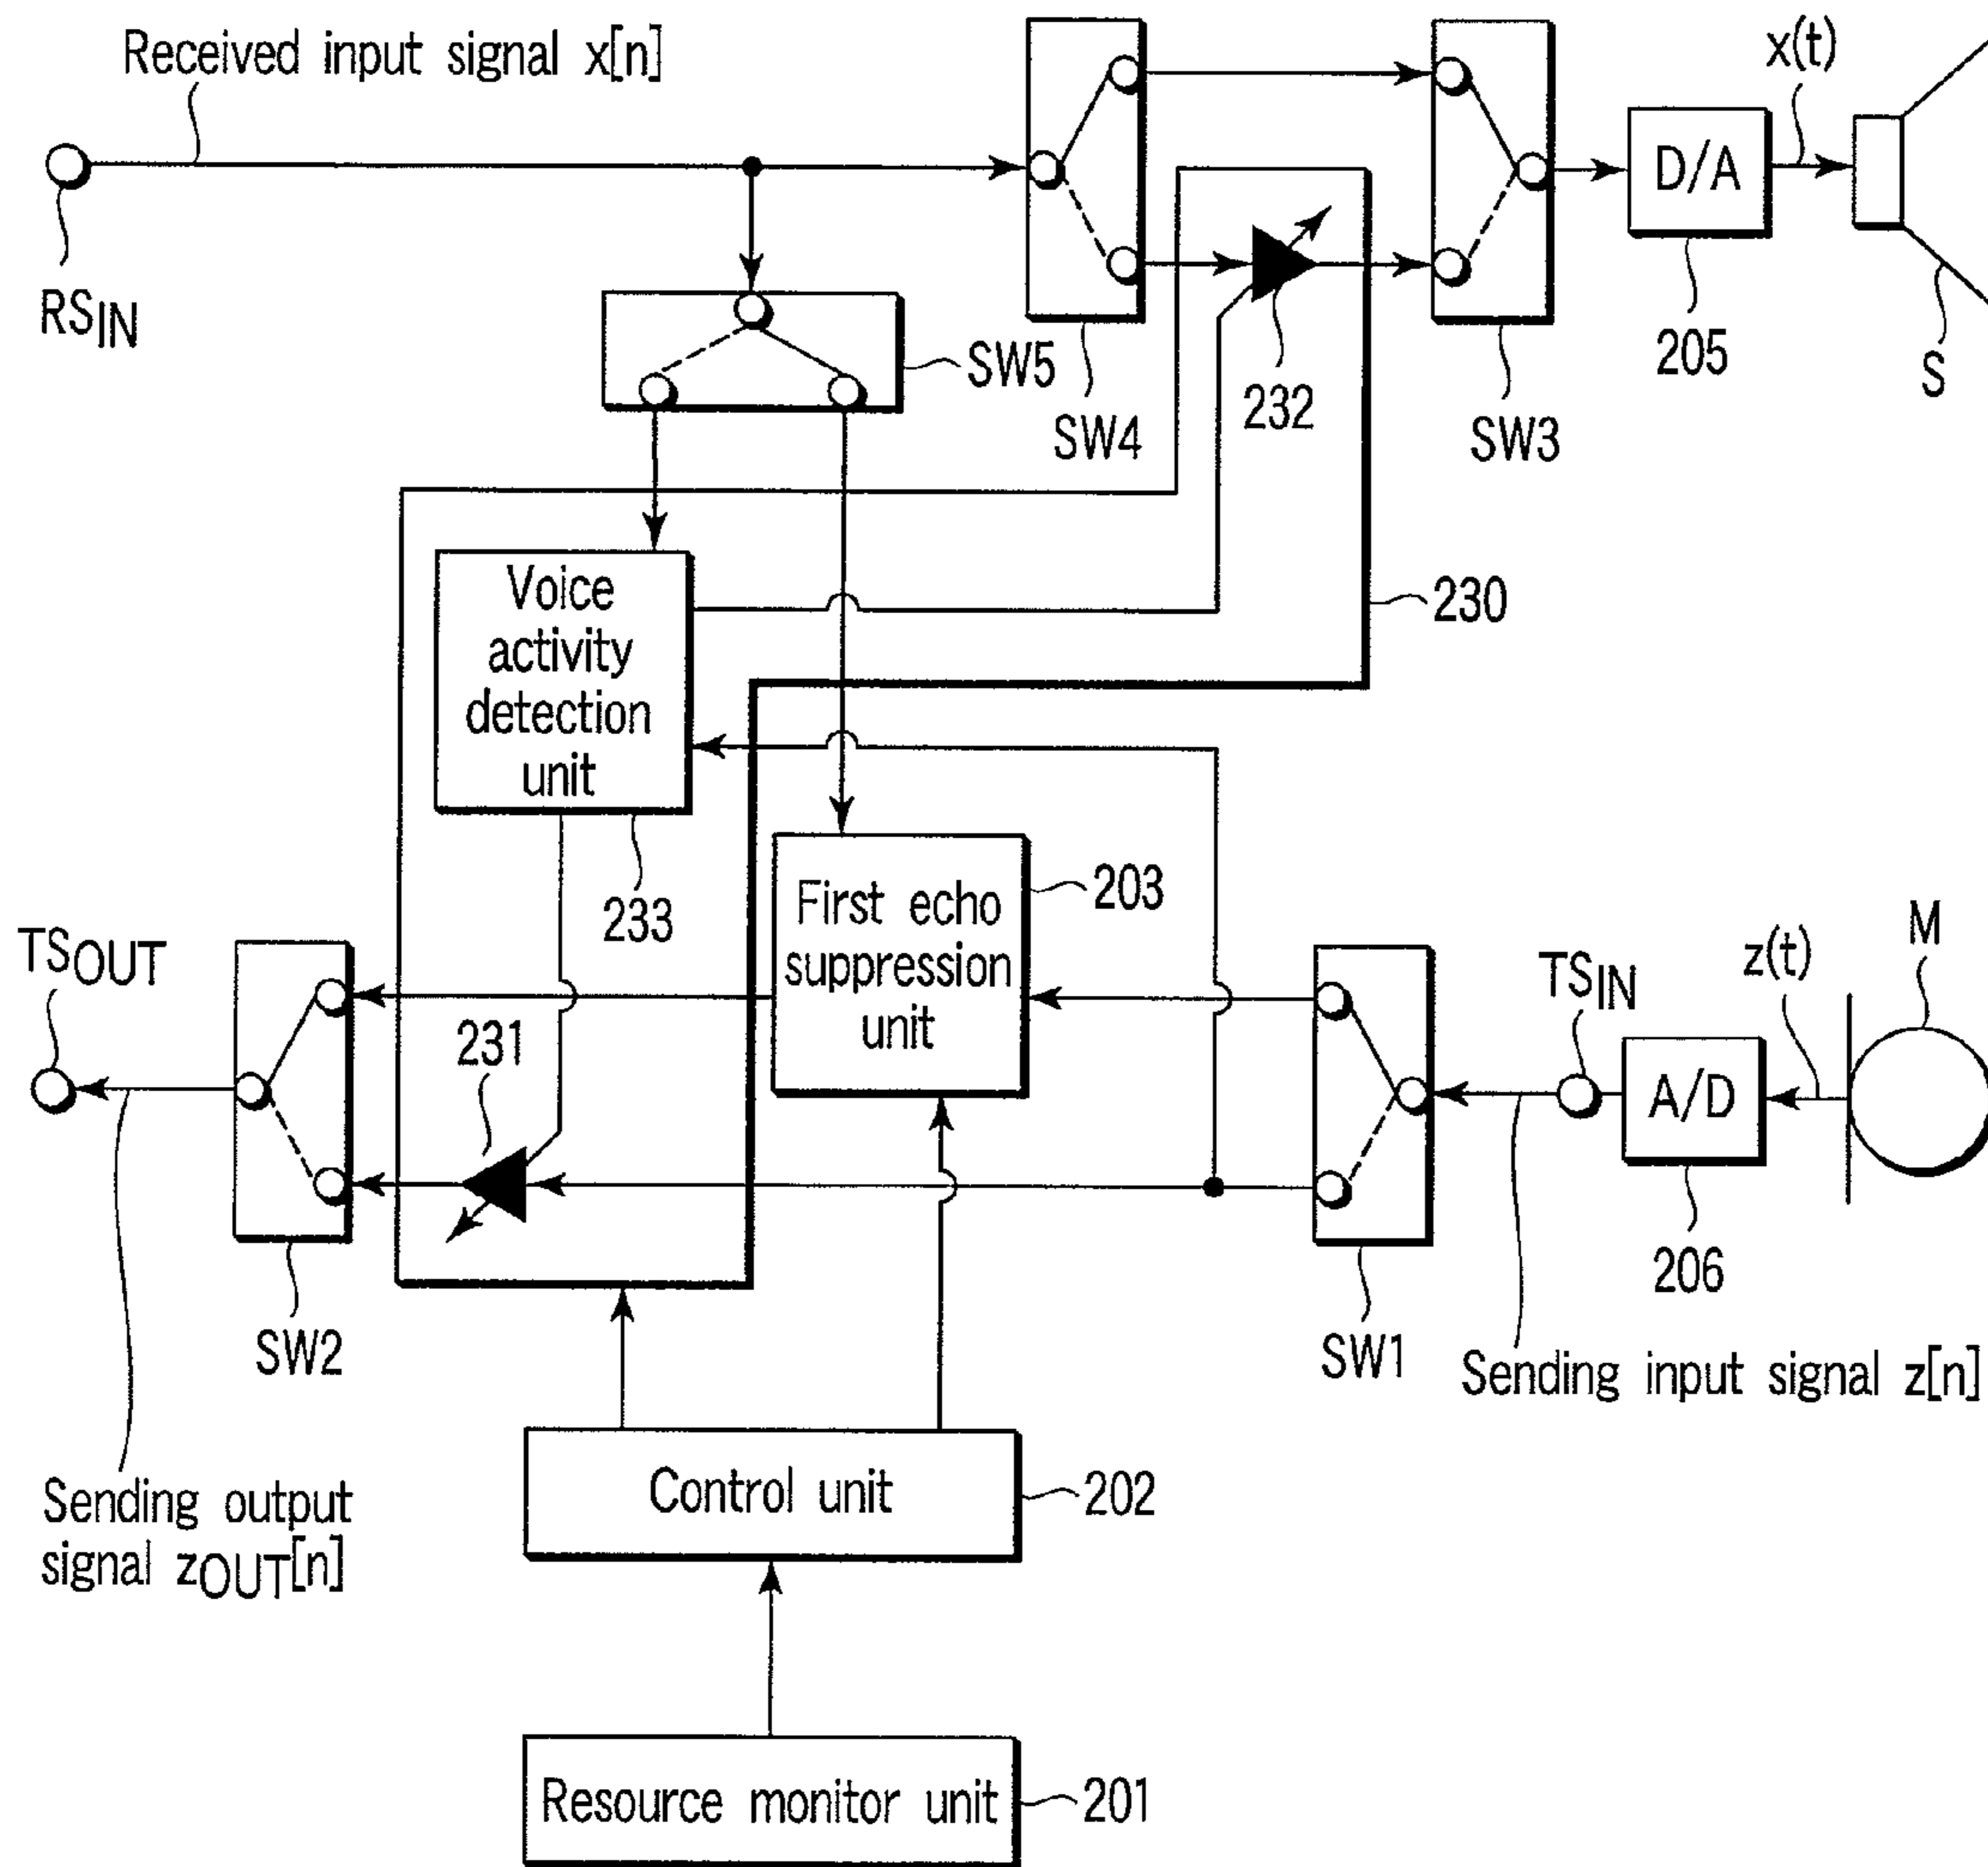 Received input signal x[n]
x(t)
D/A
RSIN
SW5
232
205
S
SW4
SW3
Voice
activity
detection
unit
230
203
First echo
suppression
unit
233
TSOUT
231
TSIN
z(t)
M
A/D
206
SW2
SW1
Sending input signal z[n]
Control unit
202
Sending output
signal zOUT[n]
Resource monitor unit
201